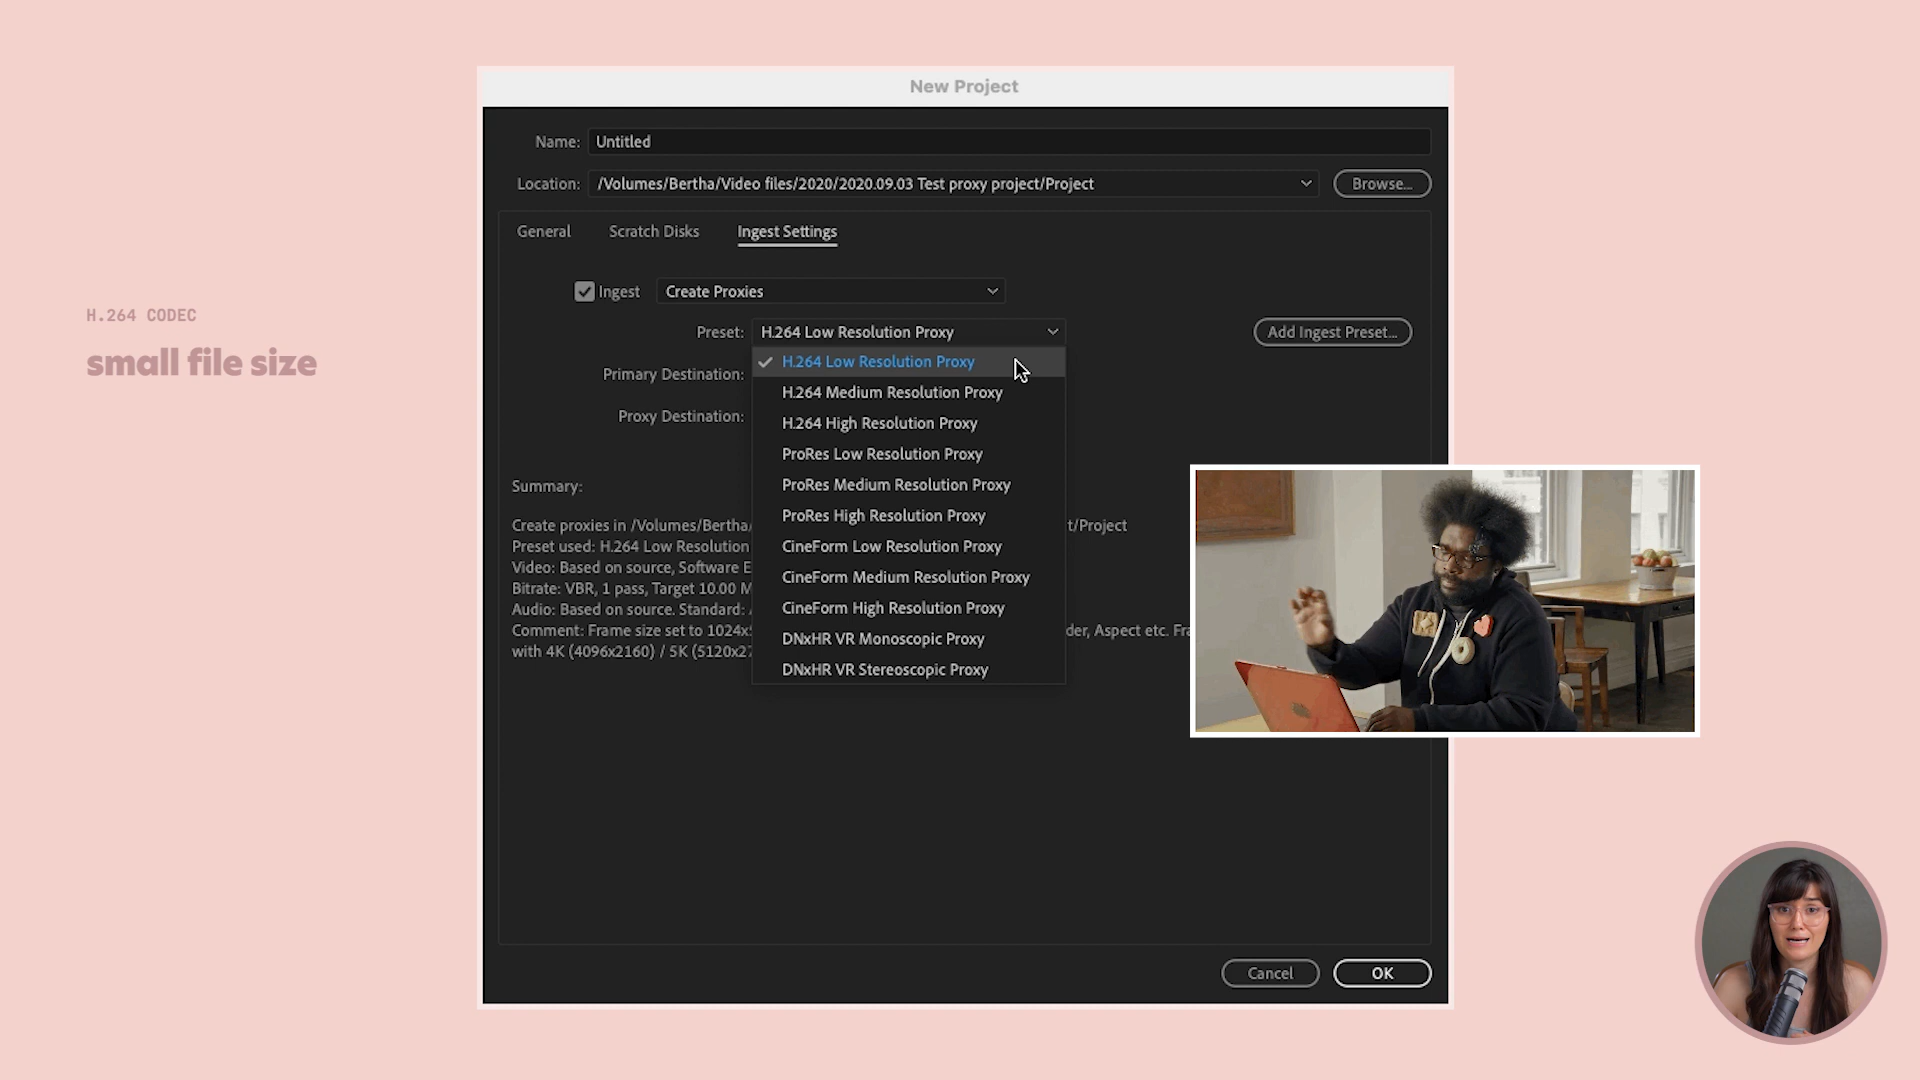 New Project
Name: Untitled
Location: /Volumes/Bertha/Video files/2020/2020.09.03 Test proxy project/Project
Browse...
General Scratch Disks Ingest Settings
Ingest Create Proxies
H.264 CODEC
small file size
Preset: H.264 Low Resolution Proxy
Add Ingest Preset...
Primary Destination:
Proxy Destination:
H.264 Low Resolution Proxy
H.264 Medium Resolution Proxy
H.264 High Resolution Proxy
ProRes Low Resolution Proxy
ProRes Medium Resolution Proxy
ProRes High Resolution Proxy
CineForm Low Resolution Proxy
CineForm Medium Resolution Proxy
CineForm High Resolution Proxy
DNxHR VR Monoscopic Proxy
DNxHR VR Stereoscopic Proxy
Summary:
Create proxies in /Volumes/Bertha/ t/Project
Preset used: H.264 Low Resolution
Video: Based on source, Software E
Bitrate: VBR, 1 pass, Target 10.00 M
Audio: Based on source. Standard:
Comment: Frame size set to 1024x der, Aspect etc. Fra
with 4K (4096x2160) / 5K (5120x27
Cancel
OK